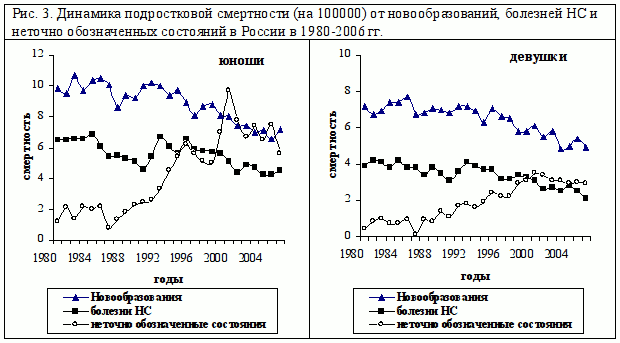 Рис. 3. Динамика подростковой смертности (на 100000) от новообразований, болезней НС и
неточно обозначенных состояний в России в 1980-2006 гг.
юноши
смертность
12
10
8
6
4
2
0
1980 1984 1988 1992 1996 2000 2004
годы
Новообразования
болезни НС
неточно обозначенные состояния
девушки
смертность
10
8
6
4
2
0
1980 1984 1988 1992 1996 2000 2004
годы
Новообразования
болезни НС
неточно обозначенные состояния